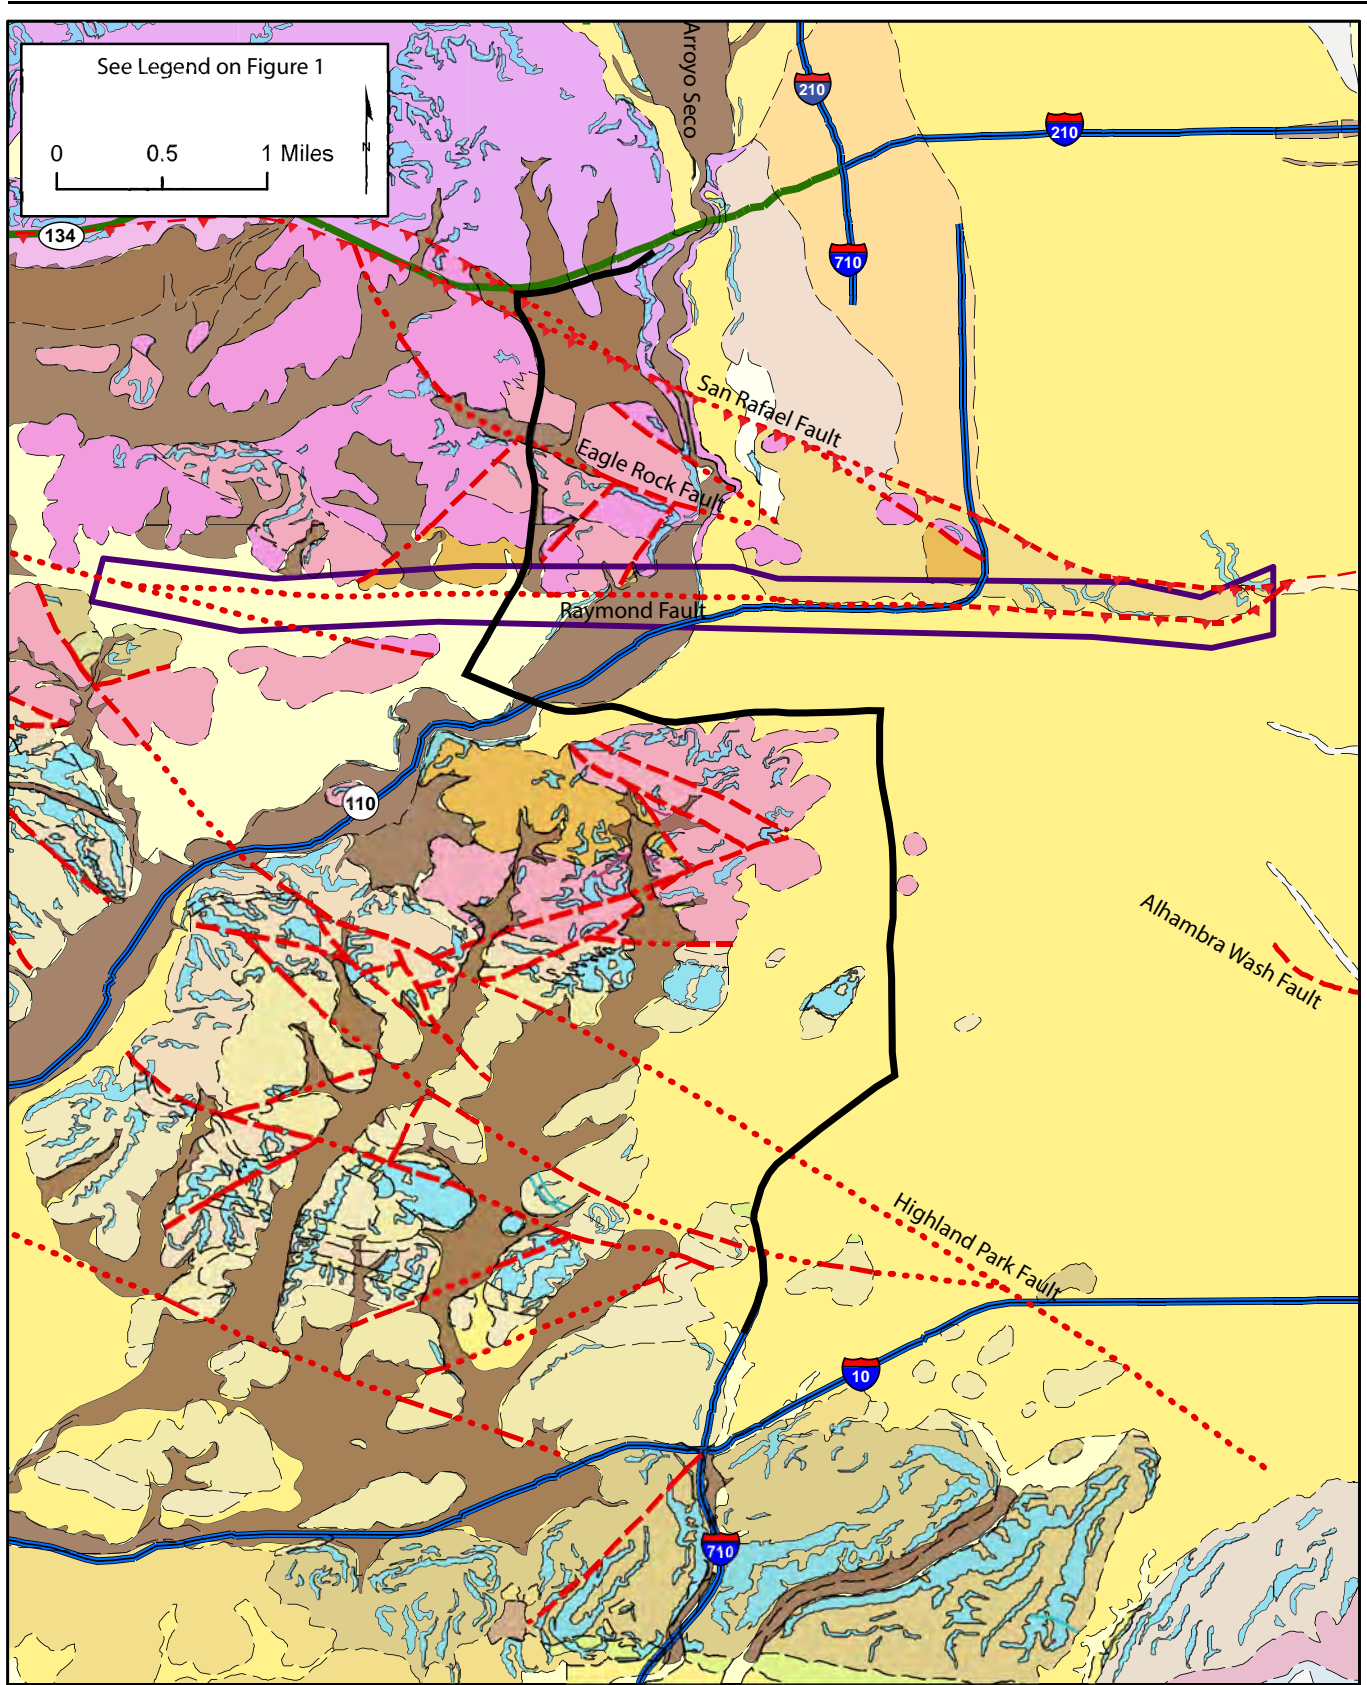 See Legend on Figure 1
0 0.5 1 Miles
N
Arroyo Seco
210
210
134
710
San Rafael Fault
Eagle Rock Fault
Raymond Fault
110
Alhambra Wash Fault
Highland Park Fault
10
710